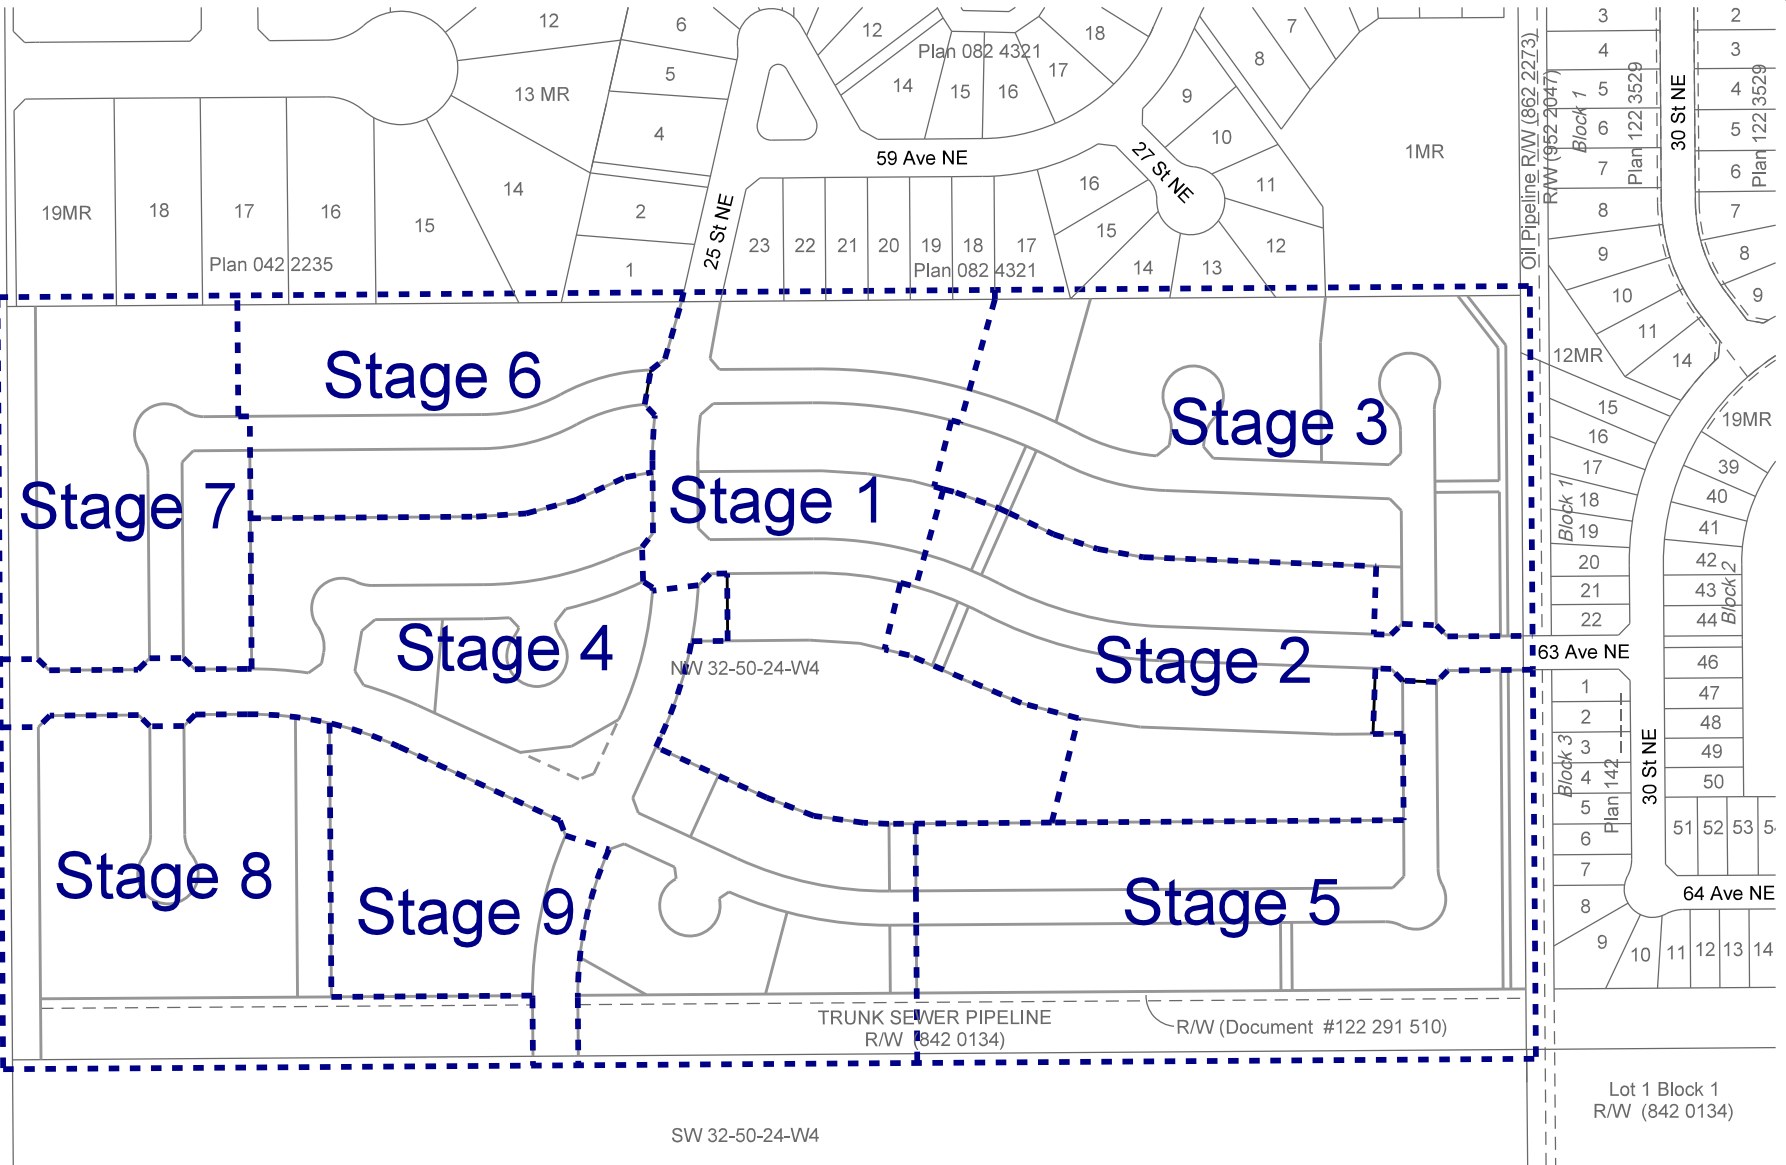 12
6
12
Plan 082 4321
18
7
8
3
2
4
3
5
17
13 MR
14
15
16
9
5
Plan 122 3529
30 St NE
4
Plan 122 3529
Block 1
4
10
6
5
59 Ave NE
27 St NE
1MR
Oil Pipeline R/W (862 2273)
R/W (952 2047)
7
6
14
16
11
19MR
18
17
16
15
2
25 St NE
15
8
7
Plan 042 2235
1
23
22
21
20
19
18
17
Plan 082 4321
14
13
12
9
8
10
9
11
14
12MR
Stage 6
Stage 3
15
19MR
16
Stage 7
Stage 1
17
39
Block 1
18
40
19
41
20
42
21
43
Block 2
22
44
Stage 4
NW 32-50-24-W4
Stage 2
63 Ave NE
46
1
47
2
48
Block 3
3
Plan 142
30 St NE
49
4
50
5
6
51
52
53
54
7
Stage 8
Stage 9
Stage 5
64 Ave NE
8
9
10
11
12
13
14
TRUNK SEWER PIPELINE
R/W (842 0134)
R/W (Document #122 291 510)
Lot 1 Block 1
R/W (842 0134)
SW 32-50-24-W4